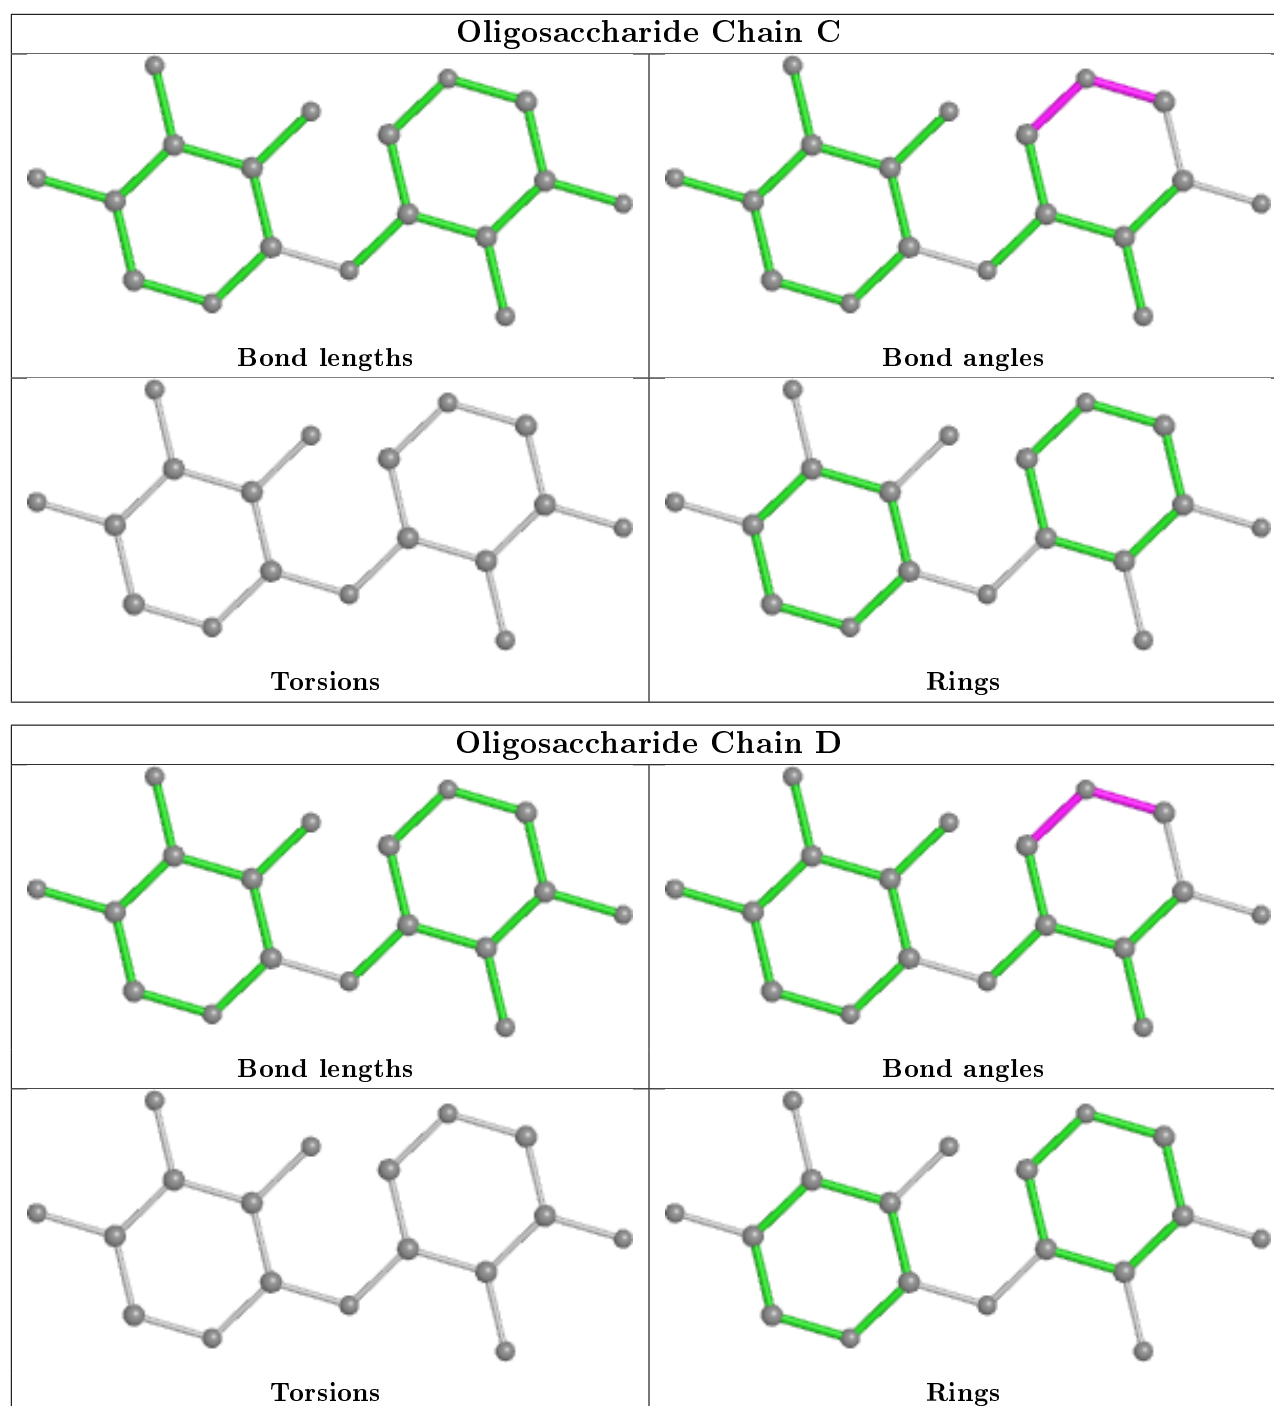 Oligosaccharide Chain C
Bond lengths
Bond angles
Torsions
Rings
Oligosaccharide Chain D
Bond lengths
Bond angles
Torsions
Rings